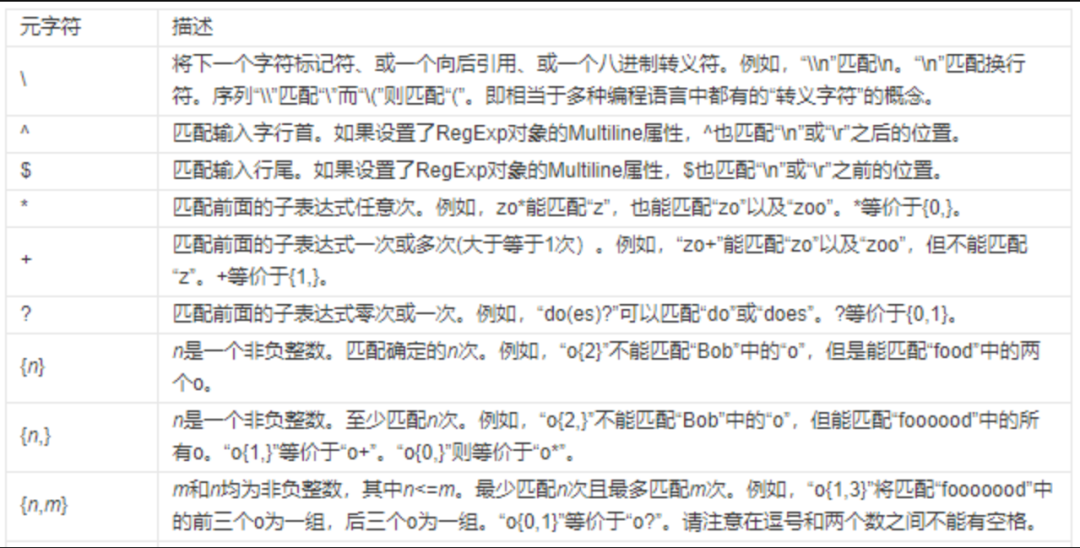 元字符 描述
\
将下一个字符标记符、或一个向后引用、或一个八进制转义符。例如，“\\n”匹配\n。“\n”匹配换行
符。序列“\\”匹配“\”而“\(”则匹配“(”。即相当于多种编程语言中都有的“转义字符”的概念。
^ 匹配输入字行首。如果设置了RegExp对象的Multiline属性，^也匹配“\n”或“\r”之后的位置。
$ 匹配输入行尾。如果设置了RegExp对象的Multiline属性，$也匹配“\n”或“\r”之前的位置。
* 匹配前面的子表达式任意次。例如，zo*能匹配“z”，也能匹配“zo”以及“zoo”。*等价于{0,}。
+
匹配前面的子表达式一次或多次(大于等于1次）。例如，“zo+”能匹配“zo”以及“zoo”，但不能匹配
“z”。+等价于{1,}。
? 匹配前面的子表达式零次或一次。例如，“do(es)?”可以匹配“do”或“does”。?等价于{0,1}。
{n}
n是一个非负整数。匹配确定的n次。例如，“o{2}”不能匹配“Bob”中的“o”，但是能匹配“food”中的两
个o。
{n,}
n是一个非负整数。至少匹配n次。例如，“o{2,}”不能匹配“Bob”中的“o”，但能匹配“foooood”中的所
有o。“o{1,}”等价于“o+”。“o{0,}”则等价于“o*”。
{n,m}
m和n均为非负整数，其中n<=m。最少匹配n次且最多匹配m次。例如，“o{1,3}”将匹配“fooooood”中
的前三个o为一组，后三个o为一组。“o{0,1}”等价于“o?”。请注意在逗号和两个数之间不能有空格。